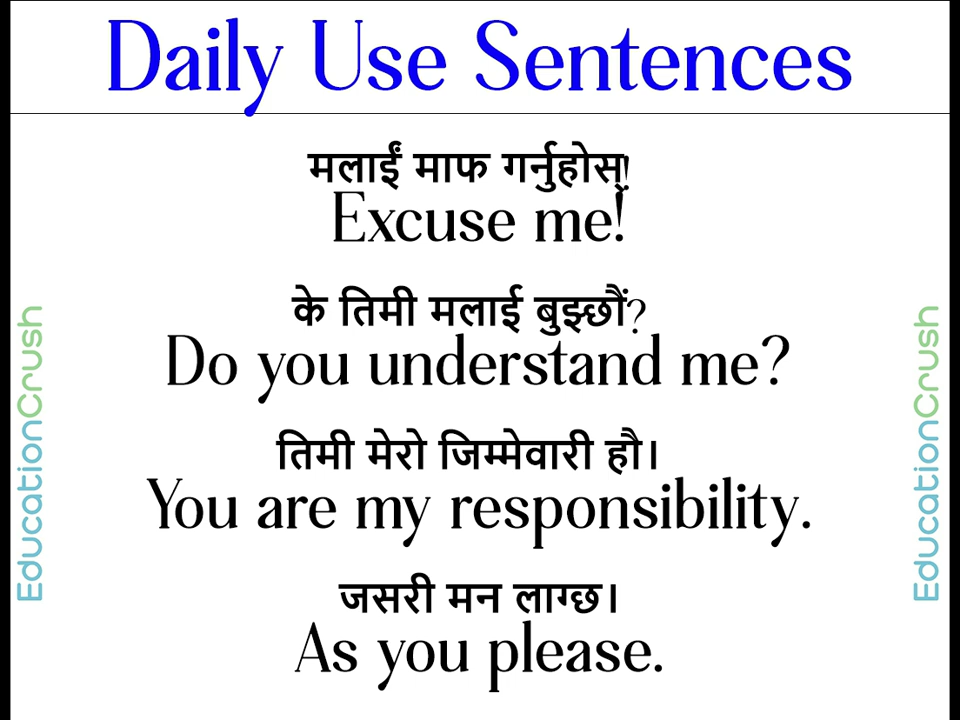 Daily Use Sentences
मलाईं माफ गर्नुहोस्!
Excuse me!
के तिमी मलाई बुझ्छौं?
Do you understand me?
तिमी मेरो जिम्मेवारी हौ।
You are my responsibility.
जसरी मन लाग्छ।
As you please.
EducationCrush
EducationCrush